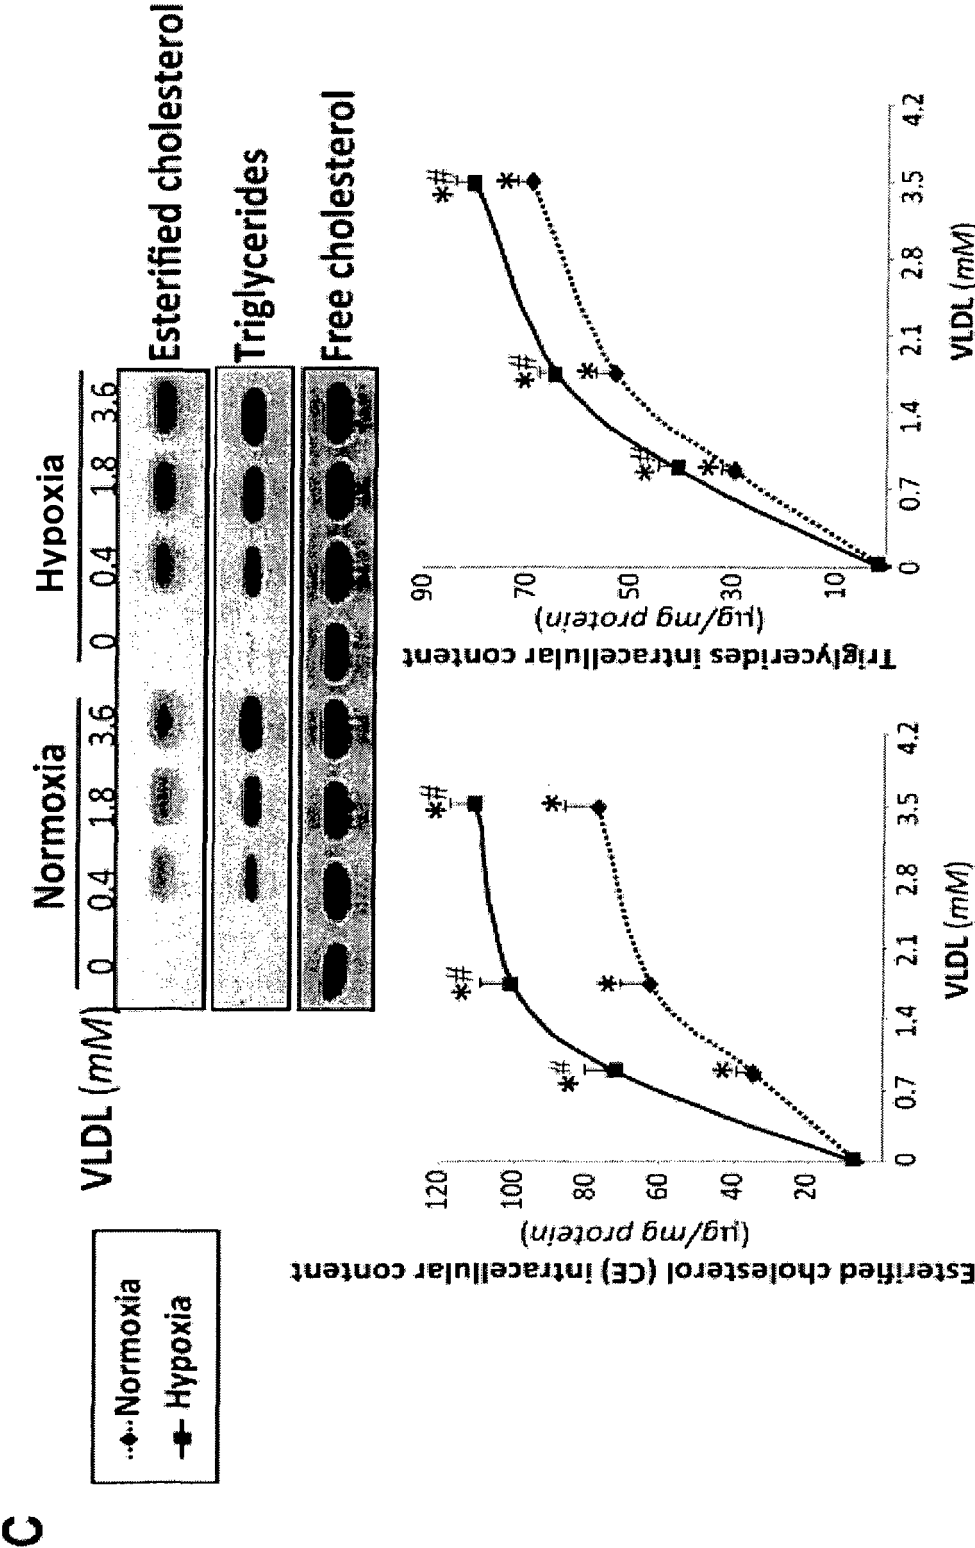 C
Normoxia
Hypoxia
Normoxia
Hypoxia
VLDL (mM)
0 0.4 1.8 3.6 0 0.4 1.8 3.6
Esterified cholesterol
Triglycerides
Free cholesterol
Esterified cholesterol (CE) intracellular content
(µg/mg protein)
120
100
80
60
40
20
0 0.7 1.4 2.1 2.8 3.5 4.2
VLDL (mM)
* # * # * #
* * *
Triglycerides intracellular content
(µg/mg protein)
90
70
50
30
10
0 0.7 1.4 2.1 2.8 3.5 4.2
VLDL (mM)
* # * # * #
* * *